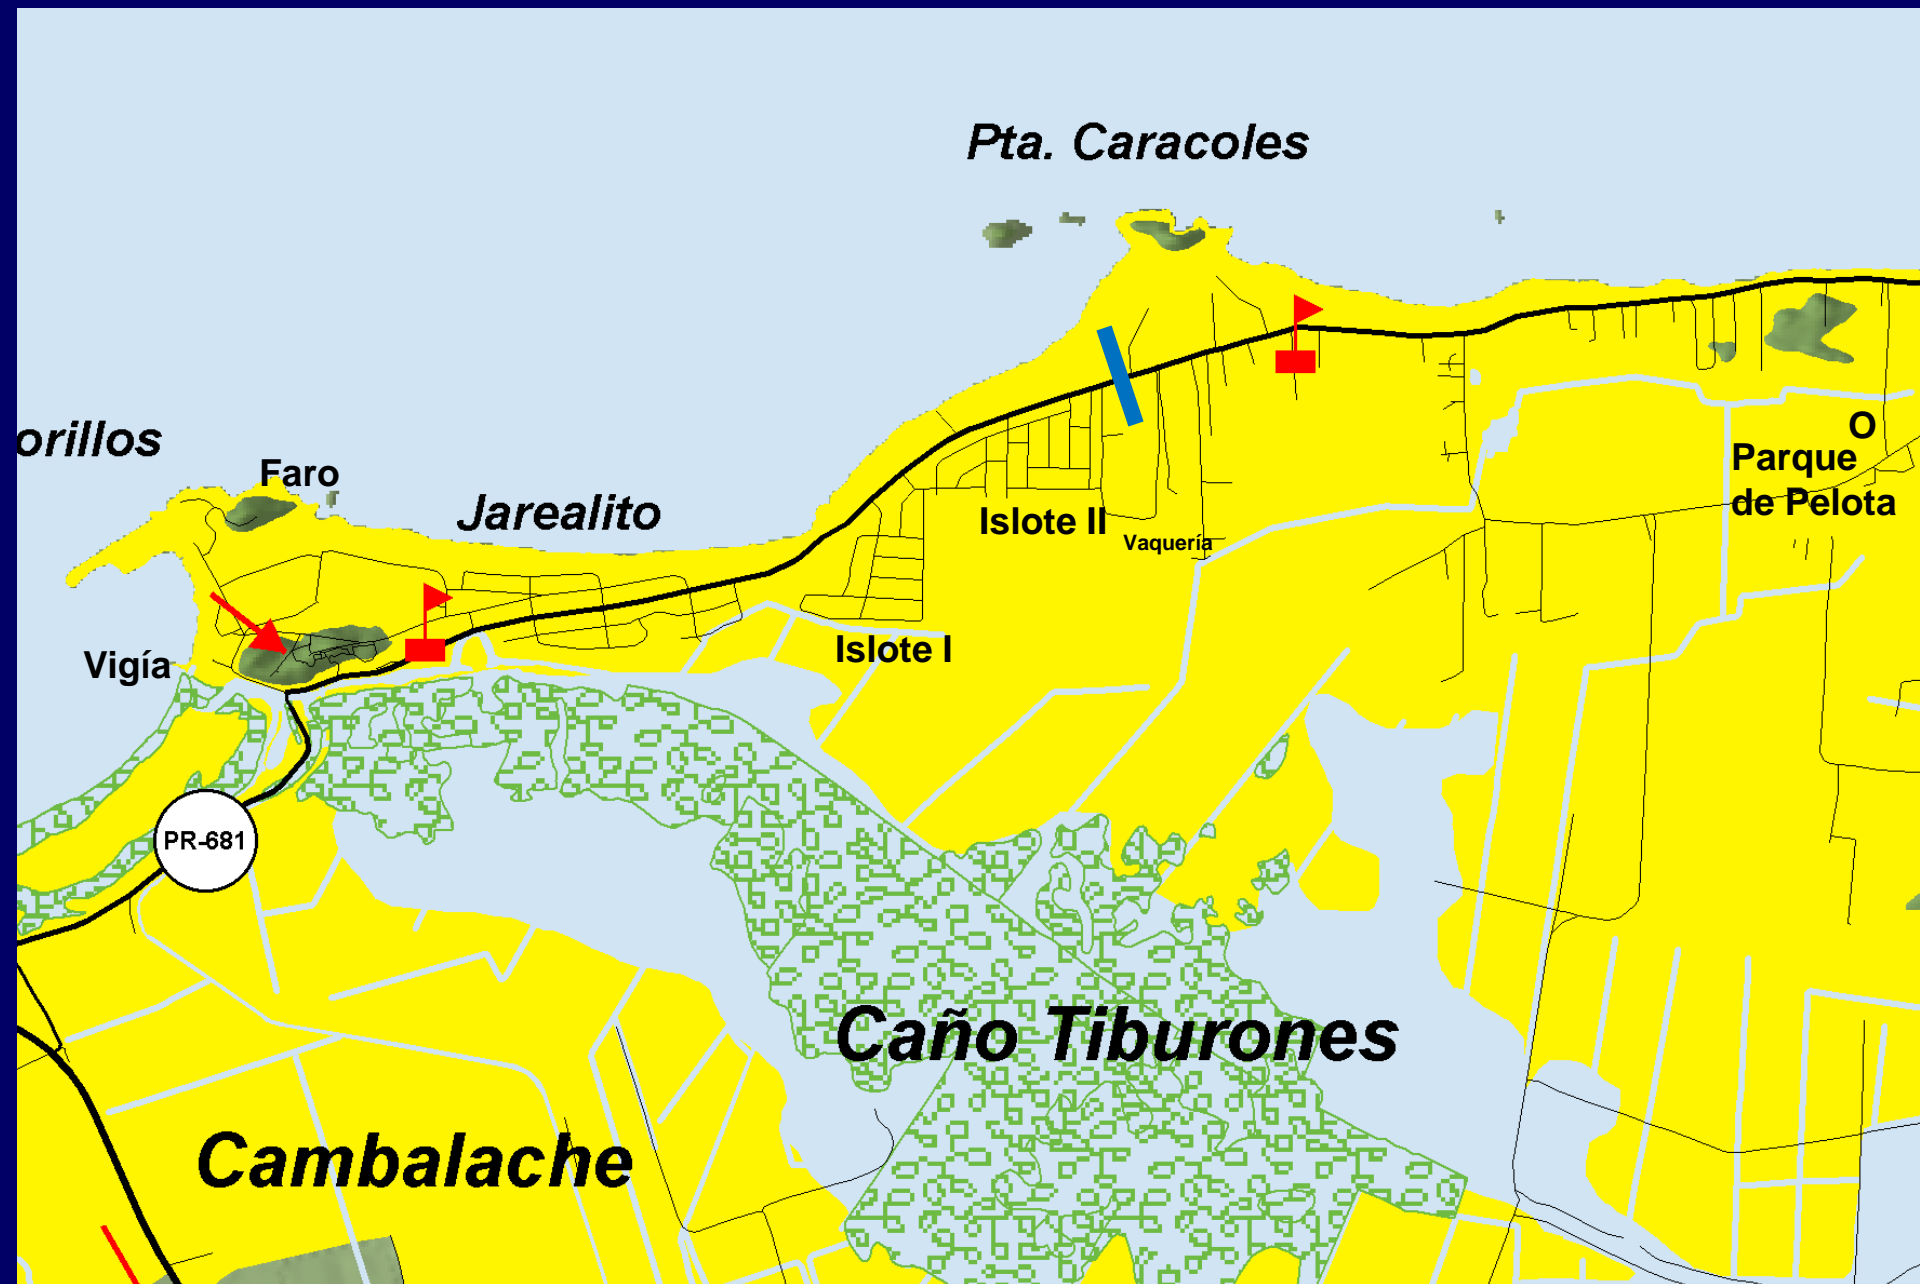 Pta. Caracoles
orillos
Faro
Jarealito
O
Parque
de Pelota
Islote II
Vaquería
Islote I
Vigía
PR-681
Caño Tiburones
Cambalache